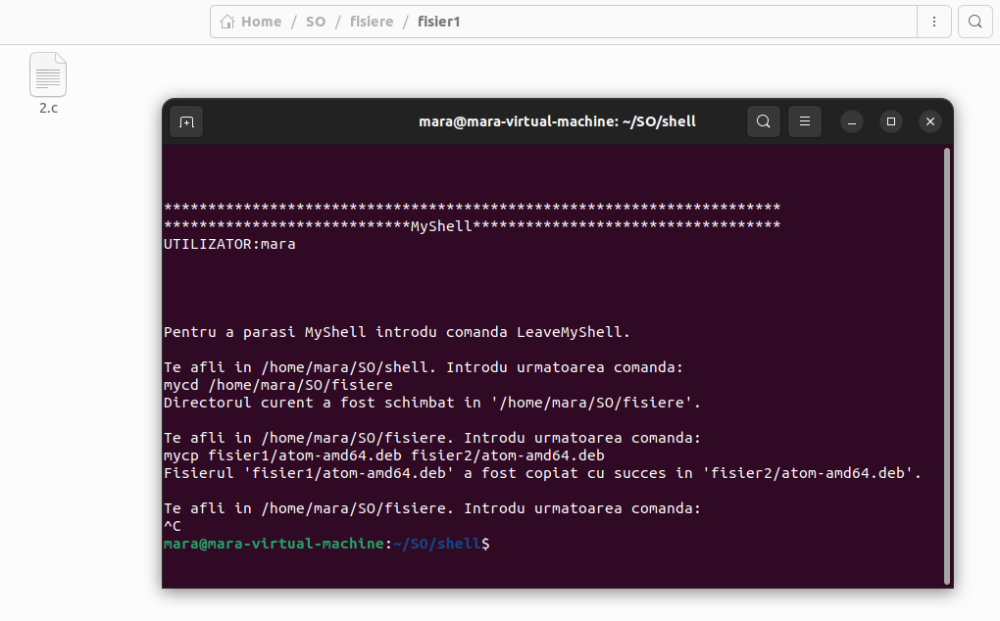 Home / SO / fisiere / fisier1
2.c
mara@mara-virtual-machine: ~/SO/shell
**********************************************************************
****************************MyShell***********************************
UTILIZATOR:mara
Pentru a parasi MyShell introdu comanda LeaveMyShell.
Te afli in /home/mara/SO/shell. Introdu urmatoarea comanda:
mycd /home/mara/SO/fisiere
Directorul curent a fost schimbat in '/home/mara/SO/fisiere'.
Te afli in /home/mara/SO/fisiere. Introdu urmatoarea comanda:
mycp fisier1/atom-amd64.deb fisier2/atom-amd64.deb
Fisierul 'fisier1/atom-amd64.deb' a fost copiat cu succes in 'fisier2/atom-amd64.deb'.
Te afli in /home/mara/SO/fisiere. Introdu urmatoarea comanda:
^C
mara@mara-virtual-machine:~/SO/shell$